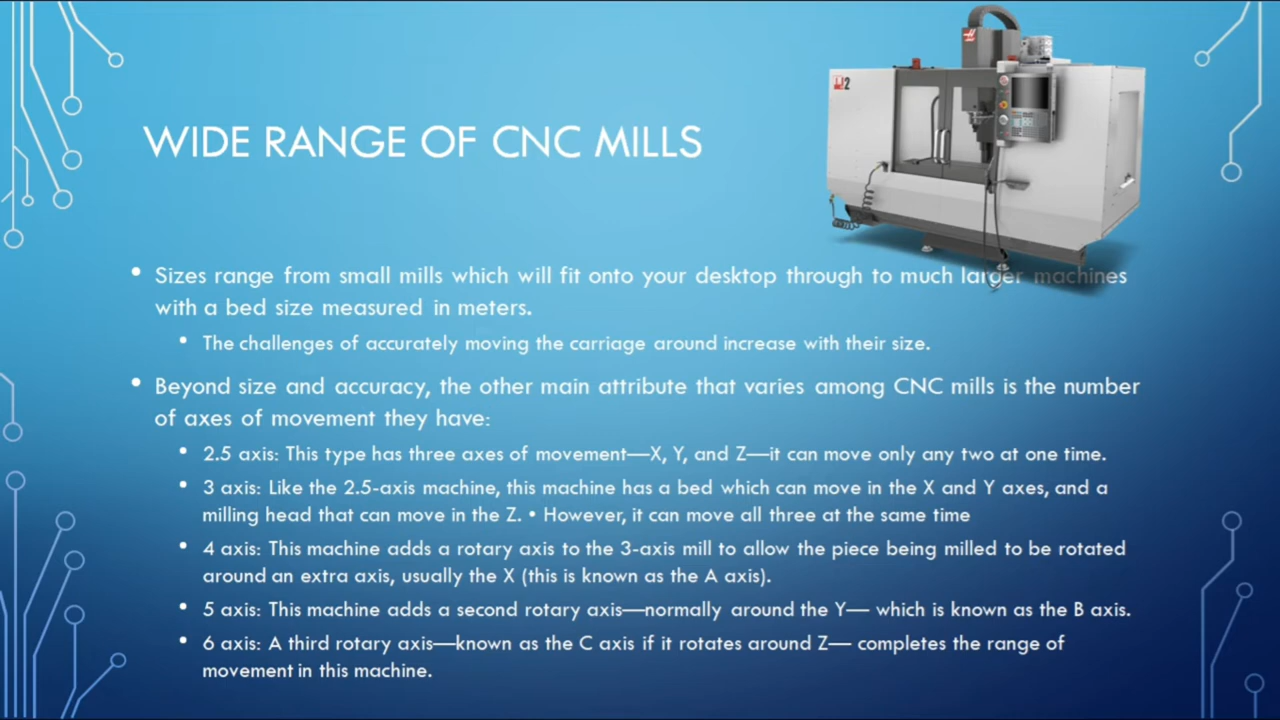 WIDE RANGE OF CNC MILLS
2
• Sizes range from small mills which will fit onto your desktop through to much larger machines
with a bed size measured in meters.
• The challenges of accurately moving the carriage around increase with their size.
• Beyond size and accuracy, the other main attribute that varies among CNC mills is the number
of axes of movement they have:
• 2.5 axis: This type has three axes of movement—X, Y, and Z—it can move only any two at one time.
• 3 axis: Like the 2.5-axis machine, this machine has a bed which can move in the X and Y axes, and a
milling head that can move in the Z. • However, it can move all three at the same time
• 4 axis: This machine adds a rotary axis to the 3-axis mill to allow the piece being milled to be rotated
around an extra axis, usually the X (this is known as the A axis).
• 5 axis: This machine adds a second rotary axis—normally around the Y— which is known as the B axis.
• 6 axis: A third rotary axis—known as the C axis if it rotates around Z— completes the range of
movement in this machine.